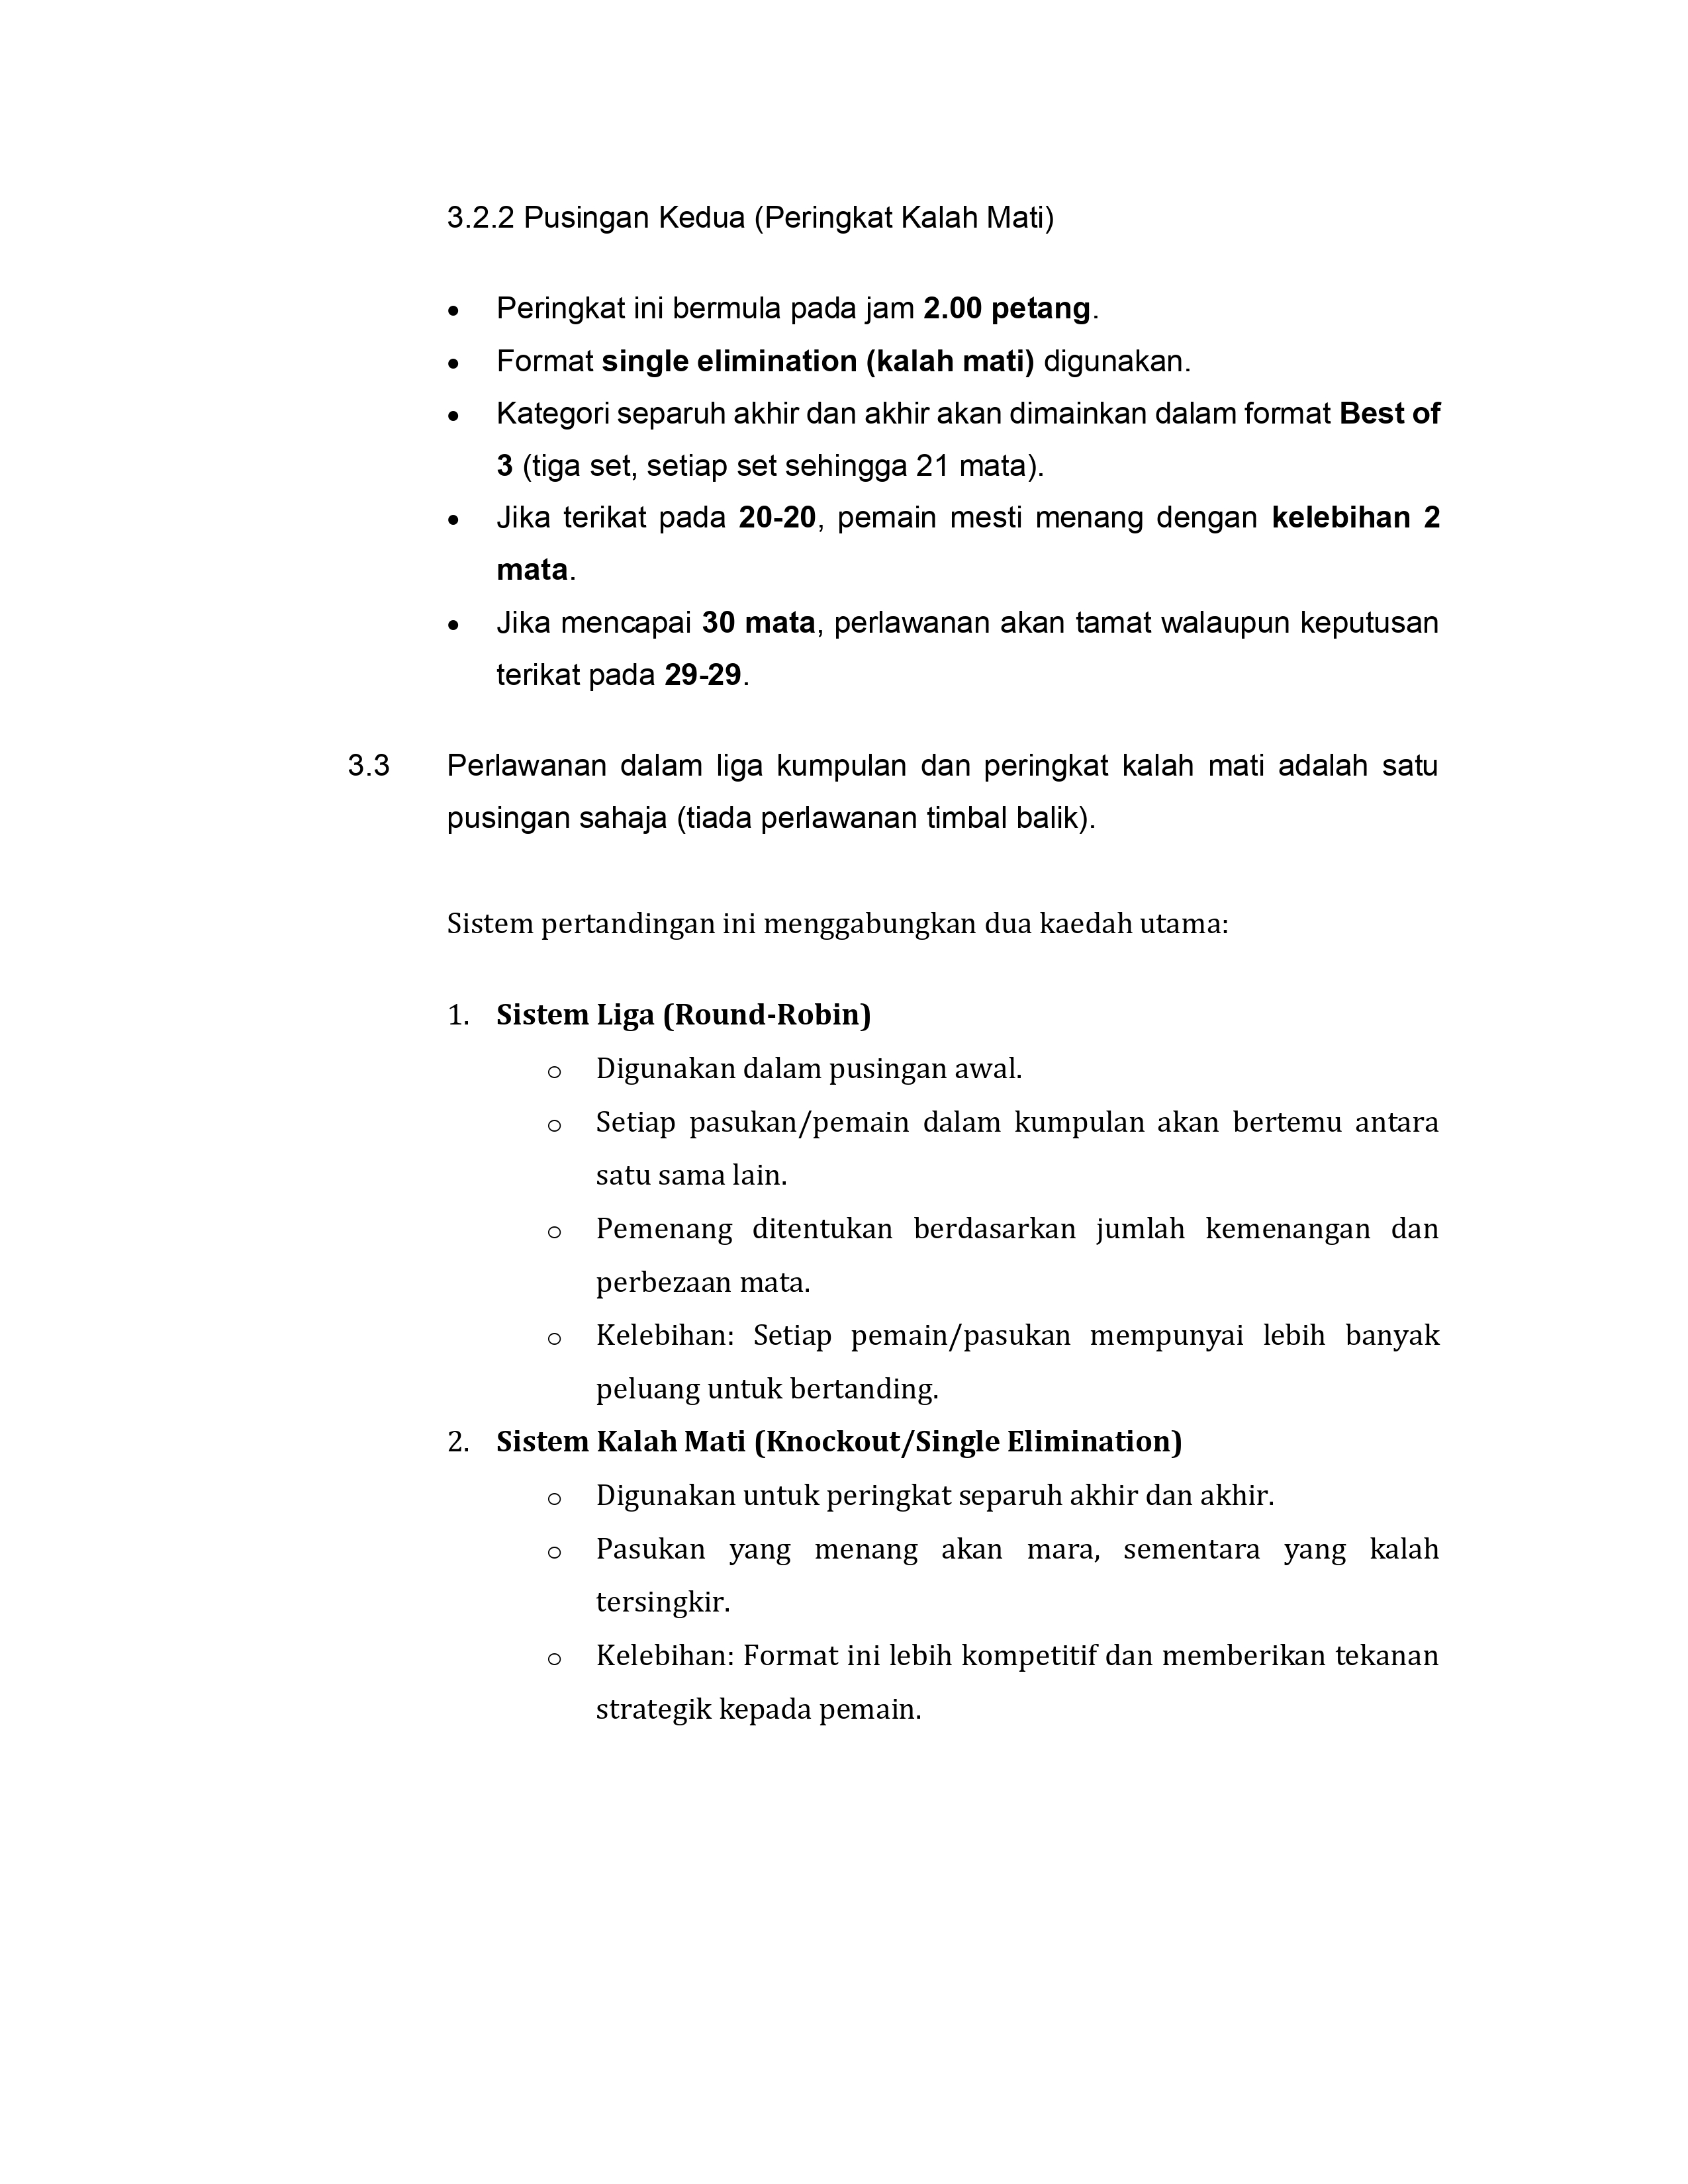 3.2.2 Pusingan Kedua (Peringkat Kalah Mati)
• Peringkat ini bermula pada jam 2.00 petang.
• Format single elimination (kalah mati) digunakan.
• Kategori separuh akhir dan akhir akan dimainkan dalam format Best of
3 (tiga set, setiap set sehingga 21 mata).
• Jika terikat pada 20-20, pemain mesti menang dengan kelebihan 2
mata.
• Jika mencapai 30 mata, perlawanan akan tamat walaupun keputusan
terikat pada 29-29.
3.3 Perlawanan dalam liga kumpulan dan peringkat kalah mati adalah satu
pusingan sahaja (tiada perlawanan timbal balik).
Sistem pertandingan ini menggabungkan dua kaedah utama:
1. Sistem Liga (Round-Robin)
o Digunakan dalam pusingan awal.
o Setiap pasukan/pemain dalam kumpulan akan bertemu antara
satu sama lain.
o Pemenang ditentukan berdasarkan jumlah kemenangan dan
perbezaan mata.
o Kelebihan: Setiap pemain/pasukan mempunyai lebih banyak
peluang untuk bertanding.
2. Sistem Kalah Mati (Knockout/Single Elimination)
o Digunakan untuk peringkat separuh akhir dan akhir.
o Pasukan yang menang akan mara, sementara yang kalah
tersingkir.
o Kelebihan: Format ini lebih kompetitif dan memberikan tekanan
strategik kepada pemain.